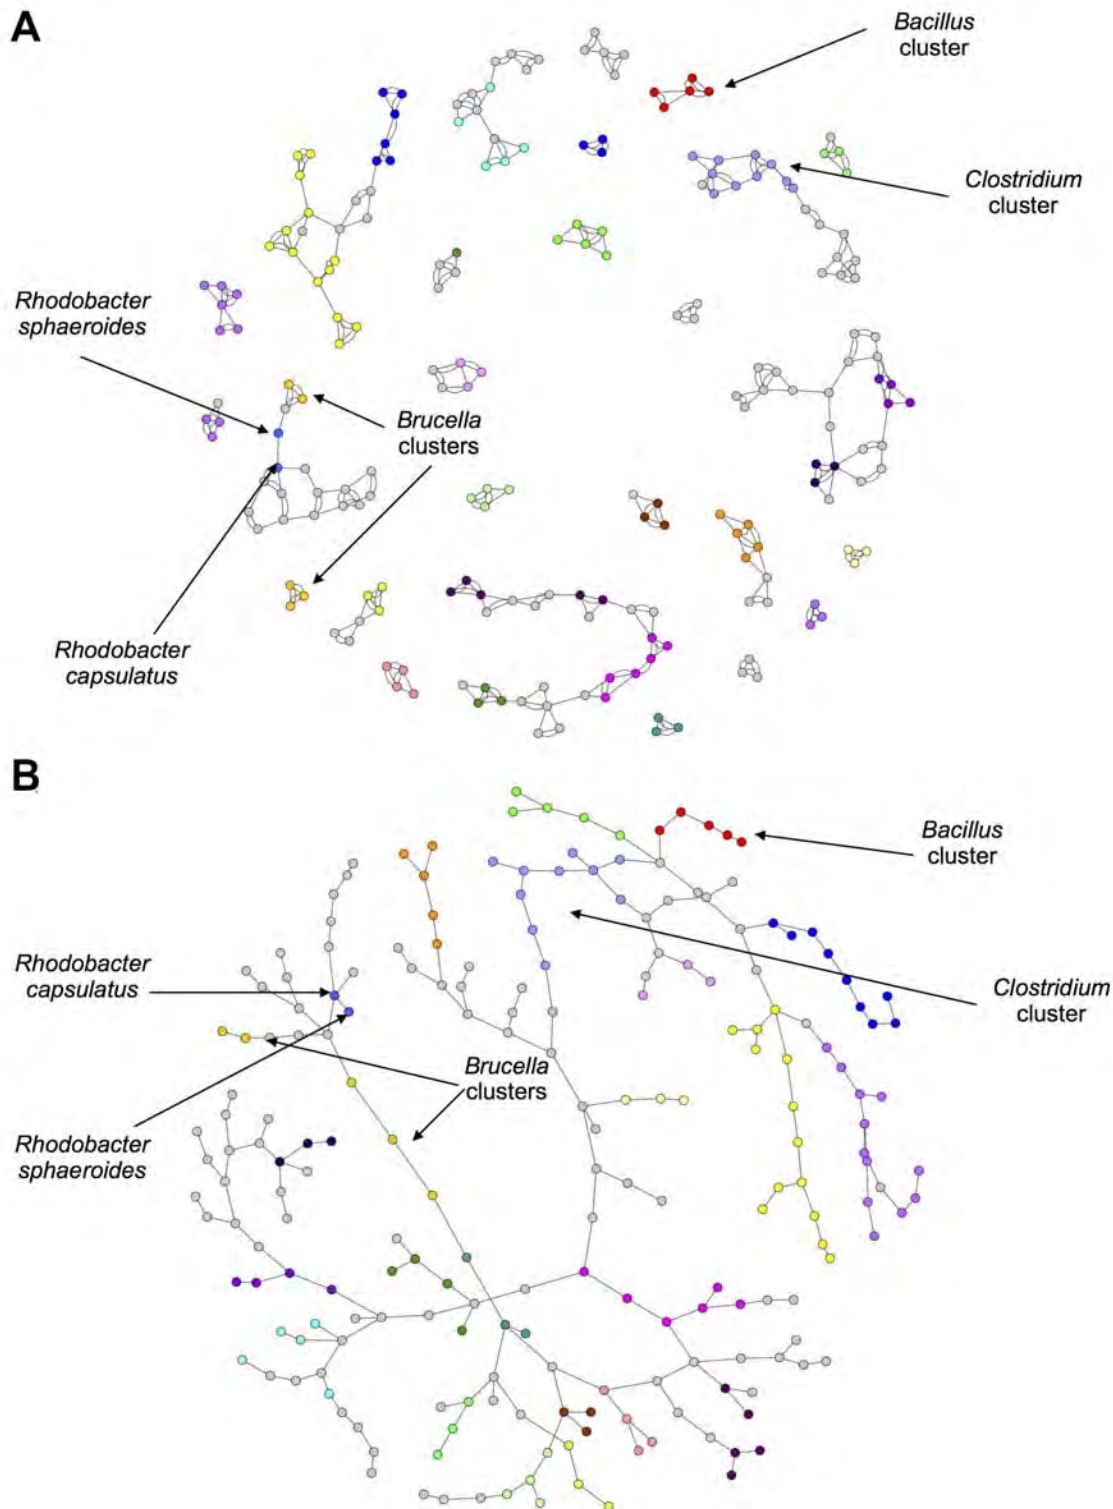 A
Bacillus
cluster
Clostridium
cluster
Rhodobacter
sphaeroides
Brucella
clusters
Rhodobacter
capsulatus
B
Bacillus
cluster
Rhodobacter
capsulatus
Clostridium
cluster
Brucella
clusters
Rhodobacter
sphaeroides